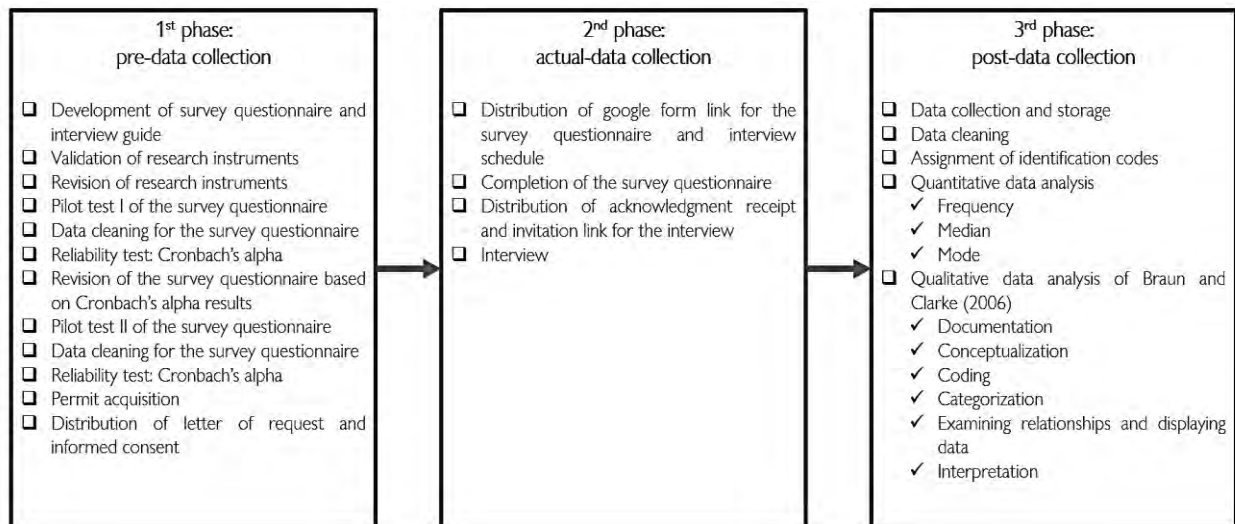 1st phase:
pre-data collection
❑ Development of survey questionnaire and
interview guide
❑ Validation of research instruments
❑ Revision of research instruments
❑ Pilot test I of the survey questionnaire
❑ Data cleaning for the survey questionnaire
❑ Reliability test: Cronbach's alpha
❑ Revision of the survey questionnaire based
on Cronbach's alpha results
❑ Pilot test II of the survey questionnaire
❑ Data cleaning for the survey questionnaire
❑ Reliability test: Cronbach's alpha
❑ Permit acquisition
❑ Distribution of letter of request and
informed consent
2nd phase:
actual-data collection
❑ Distribution of google form link for the
survey questionnaire and interview
schedule
❑ Completion of the survey questionnaire
❑ Distribution of acknowledgment receipt
and invitation link for the interview
❑ Interview
3rd phase:
post-data collection
❑ Data collection and storage
❑ Data cleaning
❑ Assignment of identification codes
❑ Quantitative data analysis
✓ Frequency
✓ Median
✓ Mode
❑ Qualitative data analysis of Braun and
Clarke (2006)
✓ Documentation
✓ Conceptualization
✓ Coding
✓ Categorization
✓ Examining relationships and displaying
data
✓ Interpretation